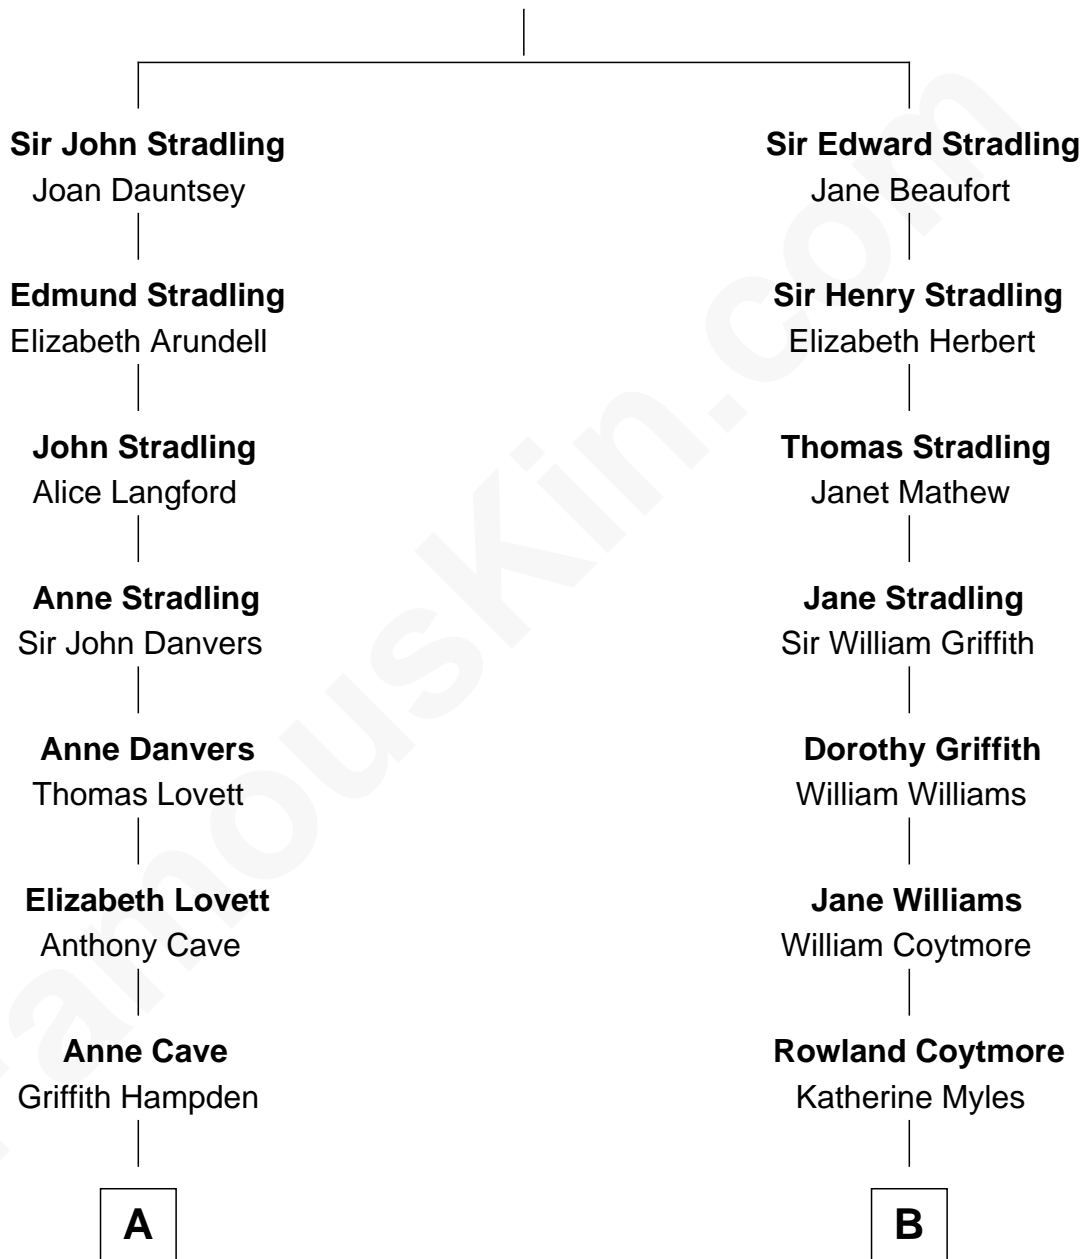 Sir John Stradling
Joan Dauntsey
Edmund Stradling
Elizabeth Arundell
John Stradling
Alice Langford
Anne Stradling
Sir John Danvers
Anne Danvers
Thomas Lovett
Elizabeth Lovett
Anthony Cave
Anne Cave
Griffith Hampden
A
Sir Edward Stradling
Jane Beaufort
Sir Henry Stradling
Elizabeth Herbert
Thomas Stradling
Janet Mathew
Jane Stradling
Sir William Griffith
Dorothy Griffith
William Williams
Jane Williams
William Coytmore
Rowland Coytmore
Katherine Myles
B
FamousKin.com